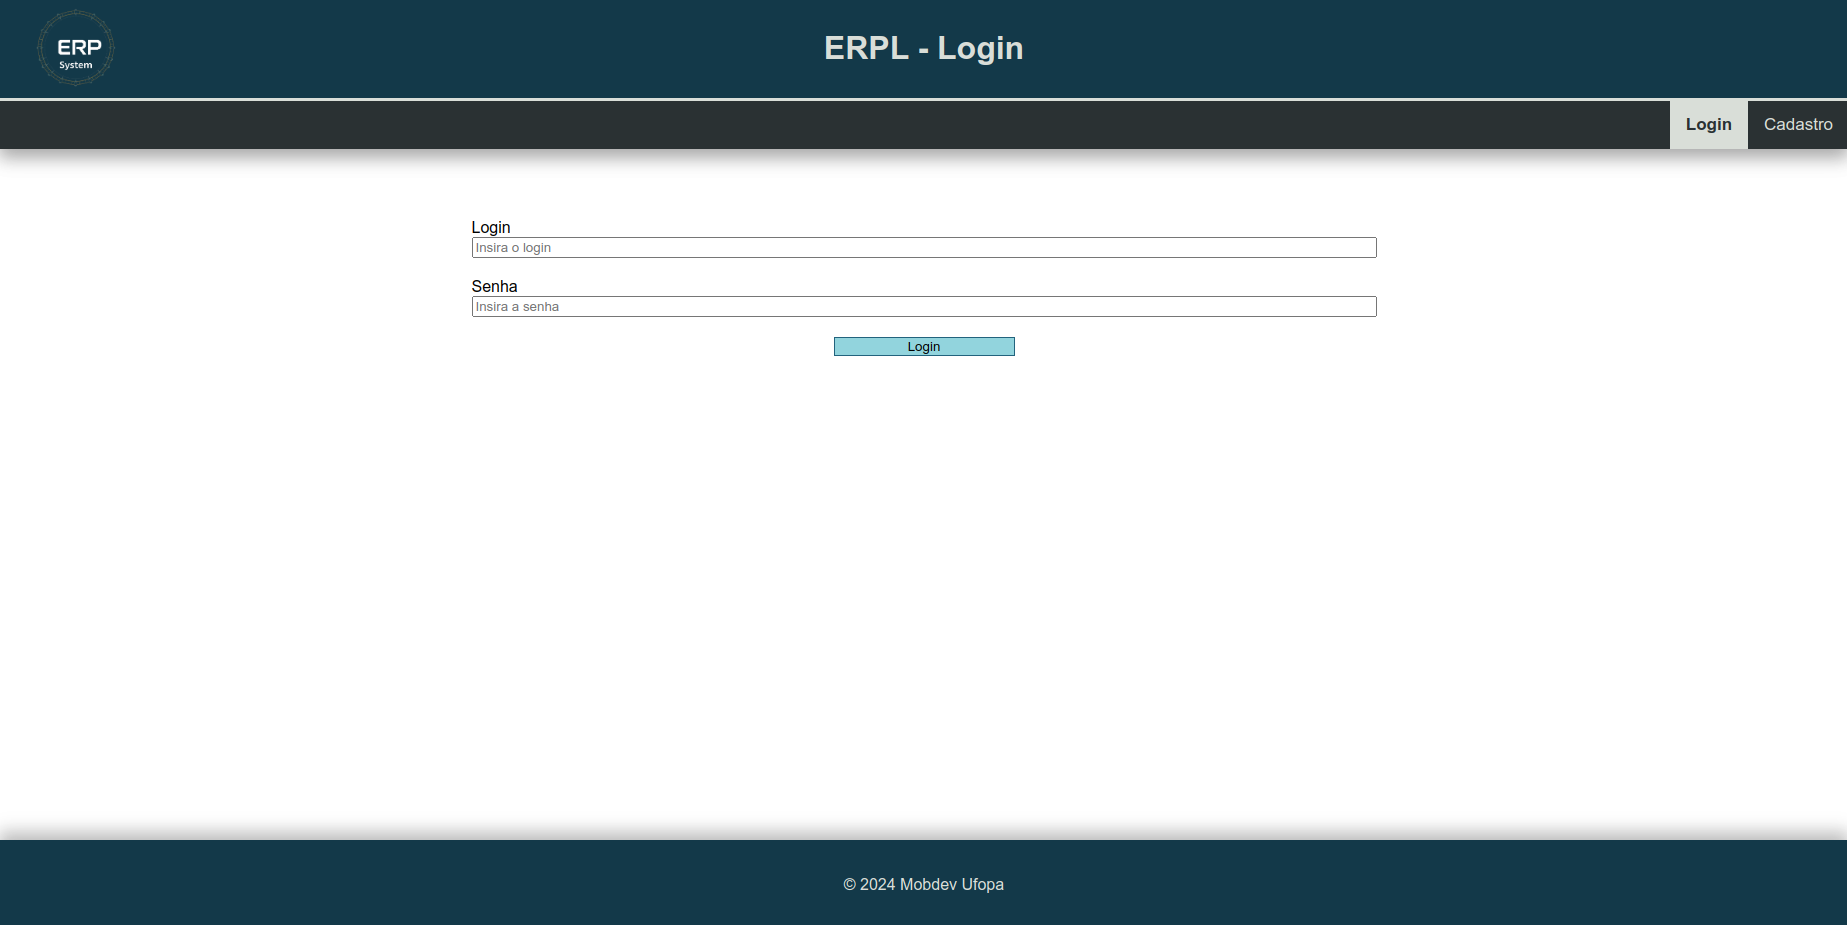 ERP
System
ERPL - Login
Login
Cadastro
Login
Insira o login
Senha
Insira a senha
Login
© 2024 Mobdev Ufopa